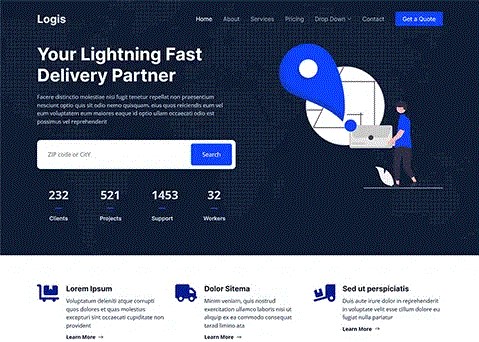 Logis
Home About Services Pricing Drop Down Contact Get a Quote
Your Lightning Fast
Delivery Partner
Facere distinctio molestiae nisi fugit tenetur repellat non praesentium
nesciunt optio quis sit odio nemo quisquam. eius quos reiciendis eum vel
eum voluptatem eum maiores eaque id optio ullam occaecati odio est
possimus vel reprehenderit
ZIP code or CitY
Search
232 521 1453 32
Clients Projects Support Workers
Lorem Ipsum
Voluptatum deleniti atque corrupti
quos dolores et quas molestias
excepturi sint occaecati cupiditate non
provident
Learn More →
Dolor Sitema
Minim veniam, quis nostrud
exercitation ullamco laboris nisi ut
aliquip ex ea commodo consequat
tarad limino ata
Learn More →
Sed ut perspiciatis
Duis aute irure dolor in reprehenderit
in voluptate velit esse cillum dolore eu
fugiat nulla pariatur
Learn More →